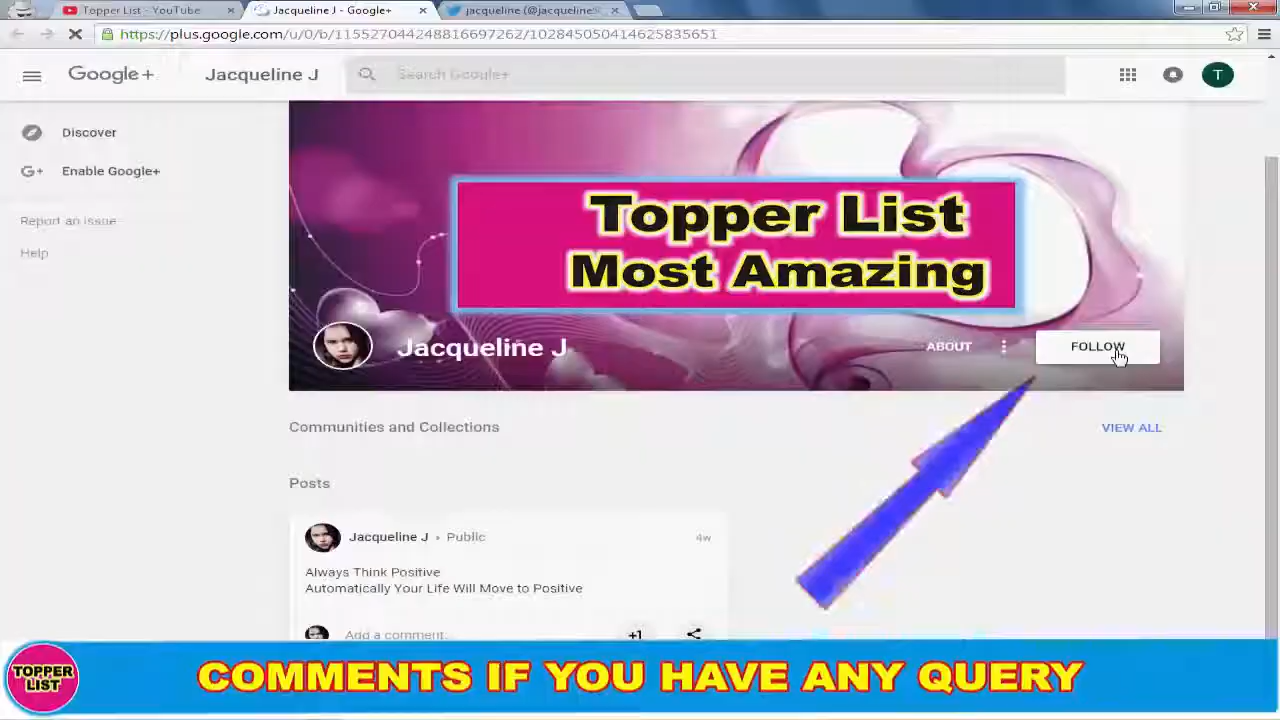 Topper List - YouTube
Jacqueline J - Google+
jacqueline (@jacquelineS
https://plus.google.com/u/0/b/115527044248816697262/102845050414625835651
Google+
Jacqueline J
Search Google+
T
Discover
G+ Enable Google+
Report an issue
Help
Topper List
Most Amazing
Jacqueline J
ABOUT
FOLLOW
Communities and Collections
VIEW ALL
Posts
Jacqueline J
Public
4w
Always Think Positive
Automatically Your Life Will Move to Positive
Add a comment...
+1
TOPPER
LIST
COMMENTS IF YOU HAVE ANY QUERY